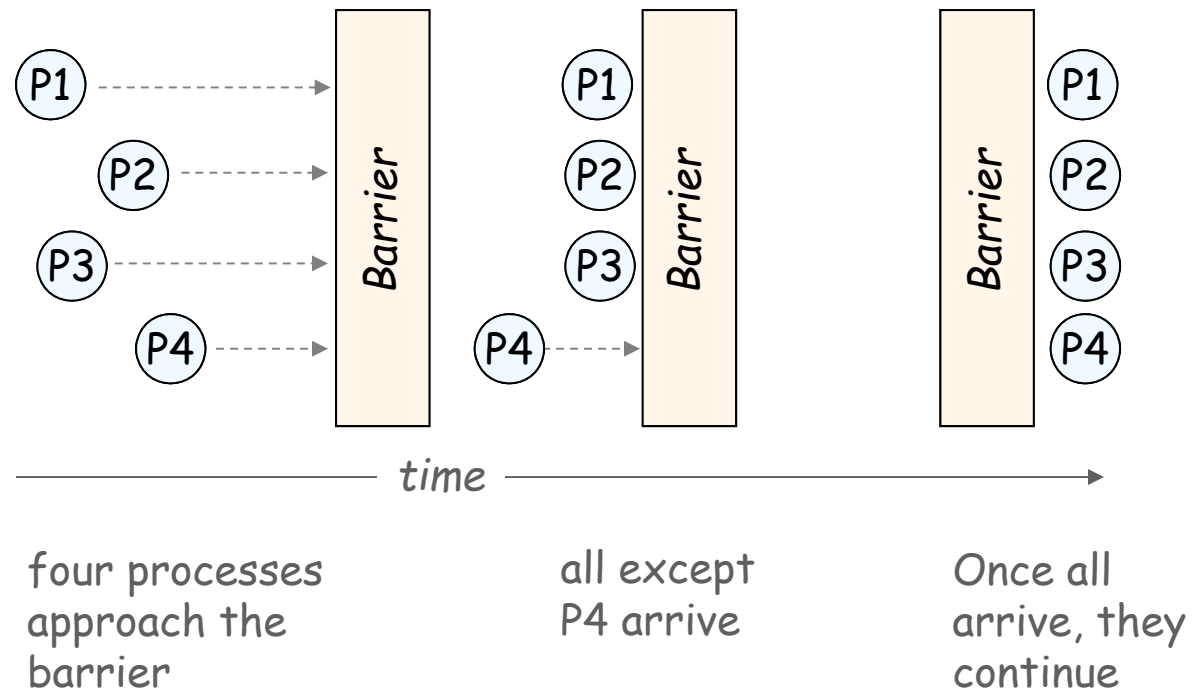 P1
P2
P3
P4
Barrier
P1
P2
P3
P4
Barrier
Barrier
P1
P2
P3
P4
time
four processes
approach the
barrier
all except
P4 arrive
Once all
arrive, they
continue